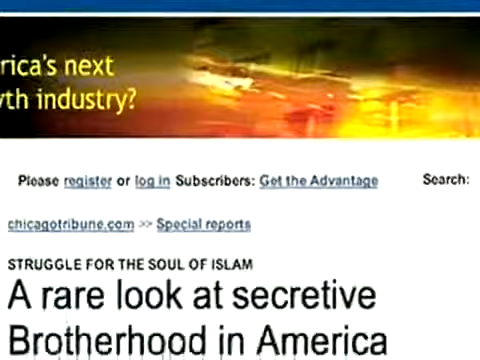 rica's next
vth industry?
Please register or log in Subscribers: Get the Advantage Search:
chicagotribune.com >> Special reports
STRUGGLE FOR THE SOUL OF ISLAM
A rare look at secretive
Brotherhood in America